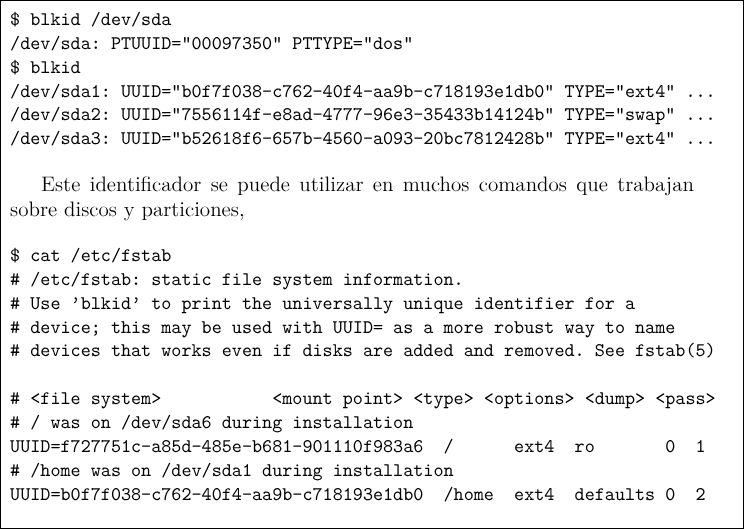 $ blkid /dev/sda
/dev/sda: PTUUID="00097350" PTTYPE="dos"
$ blkid
/dev/sda1: UUID="b0f7f038-c762-40f4-aa9b-c718193e1db0" TYPE="ext4" ...
/dev/sda2: UUID="7556114f-e8ad-4777-96e3-35433b14124b" TYPE="swap" ...
/dev/sda3: UUID="b52618f6-657b-4560-a093-20bc7812428b" TYPE="ext4" ...
Este identificador se puede utilizar en muchos comandos que trabajan
sobre discos y particiones,
$ cat /etc/fstab
# /etc/fstab: static file system information.
# Use 'blkid' to print the universally unique identifier for a
# device; this may be used with UUID= as a more robust way to name
# devices that works even if disks are added and removed. See fstab(5)
# <file system>           <mount point> <type> <options> <dump> <pass>
# / was on /dev/sda6 during installation
UUID=f727751c-a85d-485e-b681-901110f983a6  /      ext4  ro       0  1
# /home was on /dev/sda1 during installation
UUID=b0f7f038-c762-40f4-aa9b-c718193e1db0  /home  ext4  defaults 0  2